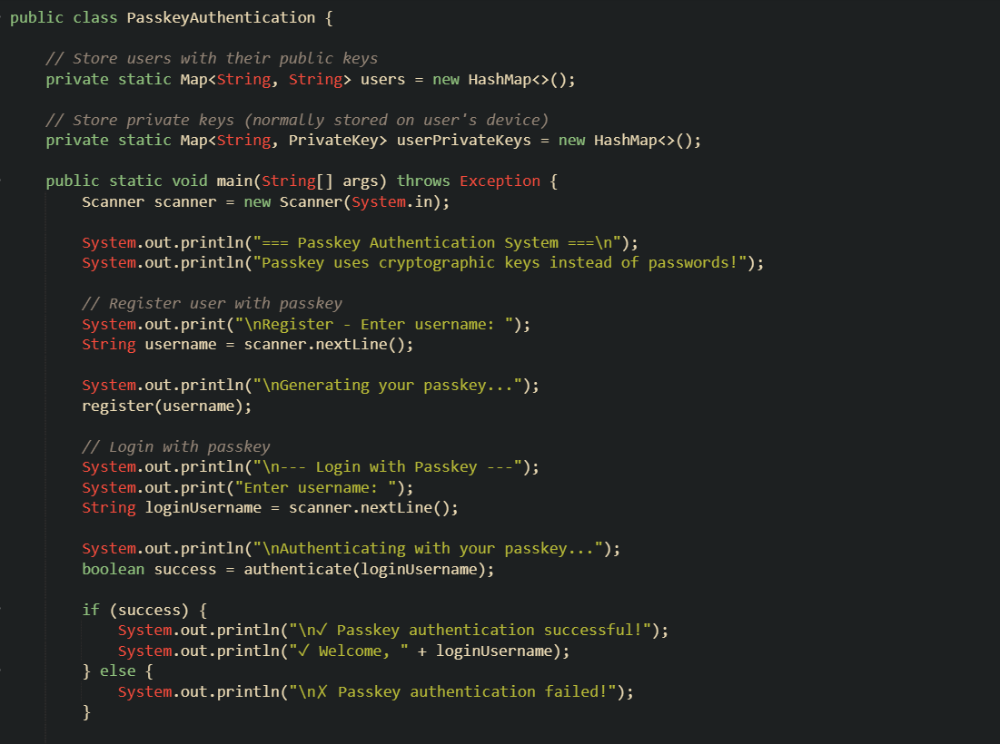 public class PasskeyAuthentication {
// Store users with their public keys
private static Map<String, String> users = new HashMap<>();
// Store private keys (normally stored on user's device)
private static Map<String, PrivateKey> userPrivateKeys = new HashMap<>();
public static void main(String[] args) throws Exception {
Scanner scanner = new Scanner(System.in);
System.out.println("=== Passkey Authentication System ===\n");
System.out.println("Passkey uses cryptographic keys instead of passwords!");
// Register user with passkey
System.out.print("\nRegister - Enter username: ");
String username = scanner.nextLine();
System.out.println("\nGenerating your passkey...");
register(username);
// Login with passkey
System.out.println("\n--- Login with Passkey ---");
System.out.print("Enter username: ");
String loginUsername = scanner.nextLine();
System.out.println("\nAuthenticating with your passkey...");
boolean success = authenticate(loginUsername);
if (success) {
System.out.println("\n✓ Passkey authentication successful!");
System.out.println("✓ Welcome, " + loginUsername);
} else {
System.out.println("\n✗ Passkey authentication failed!");
}